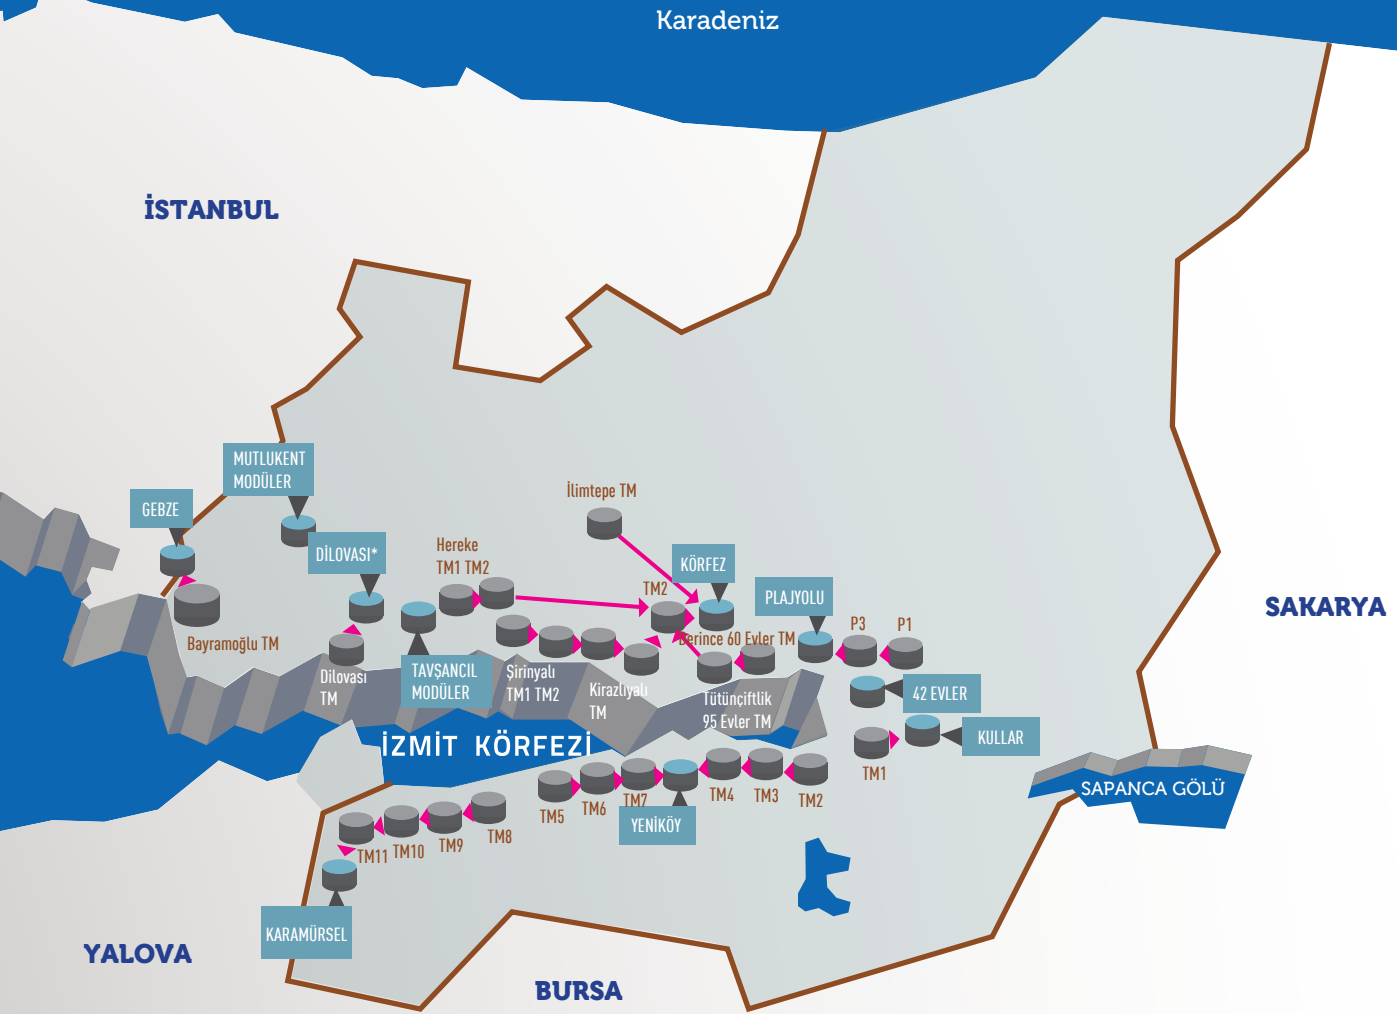 Karadeniz
İSTANBUL
MUTLUKENT
MODÜLER
GEBZE
DİLOVASI*
İlimtepe TM
Hereke
TM1 TM2
KÖRFEZ
TM2
PLAJYOLU
SAKARYA
P3
P1
Bayramoğlu TM
Berince 60 Evler TM
Dilovası
TM
TAVŞANCIL
MODÜLER
Şirinyalı
TM1 TM2
Kirazlıyalı
TM
Tütünçiftlik
95 Evler TM
42 EVLER
KULLAR
İZMİT KÖRFEZİ
TM1
SAPANCA GÖLÜ
TM5
TM6
TM7
TM4
TM3
TM2
YENİKÖY
TM11
TM10
TM9
TM8
KARAMÜRSEL
YALOVA
BURSA